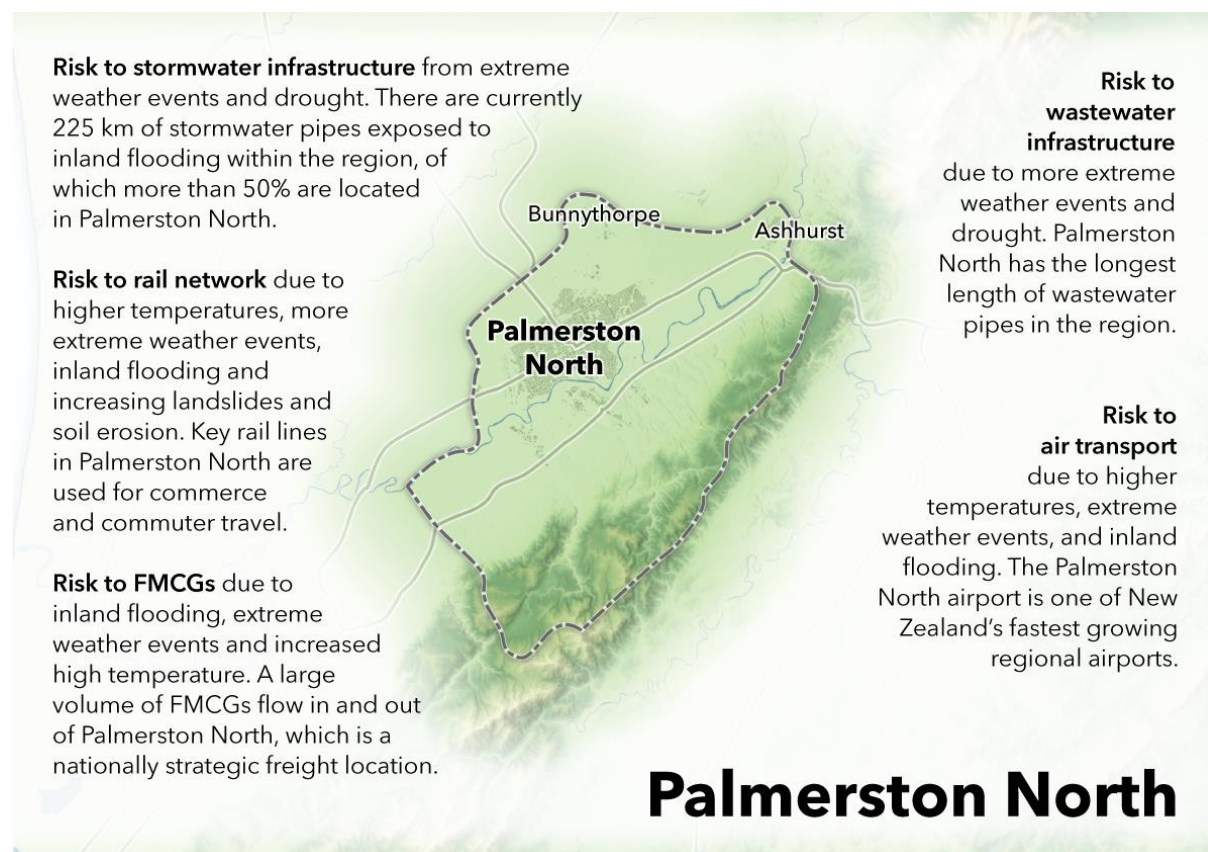 Risk to stormwater infrastructure from extreme
weather events and drought. There are currently
225 km of stormwater pipes exposed to
inland flooding within the region, of
which more than 50% are located
in Palmerston North.
Risk to rail network due to
higher temperatures, more
extreme weather events,
inland flooding and
increasing landslides and
soil erosion. Key rail lines
in Palmerston North are
used for commerce
and commuter travel.
Risk to FMCGs due to
inland flooding, extreme
weather events and increased
high temperature. A large
volume of FMCGs flow in and out
of Palmerston North, which is a
nationally strategic freight location.
Bunnythorpe
Ashhurst
Palmerston
North
Risk to
wastewater
infrastructure
due to more extreme
weather events and
drought. Palmerston
North has the longest
length of wastewater
pipes in the region.
Risk to
air transport
due to higher
temperatures, extreme
weather events, and inland
flooding. The Palmerston
North airport is one of New
Zealand's fastest growing
regional airports.
Palmerston North